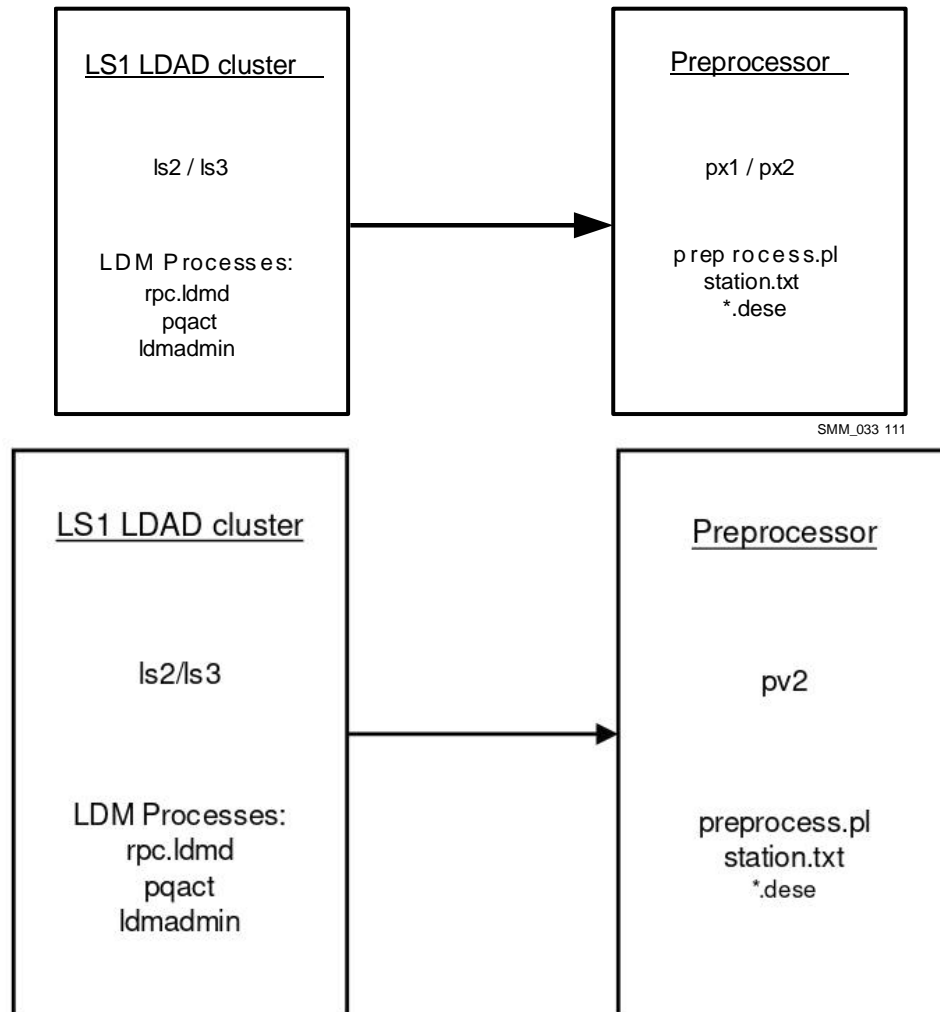 LS1 LDAD cluster
ls2 / ls3
LDM Processes:
rpc.ldmd
pqact
ldmadmin
Preprocessor
px1 / px2
prep rocess.pl
station.txt
*.dese
SMM_033 111
LS1 LDAD cluster
ls2/ls3
LDM Processes:
rpc.ldmd
pqact
ldmadmin
Preprocessor
pv2
preprocess.pl
station.txt
*.dese